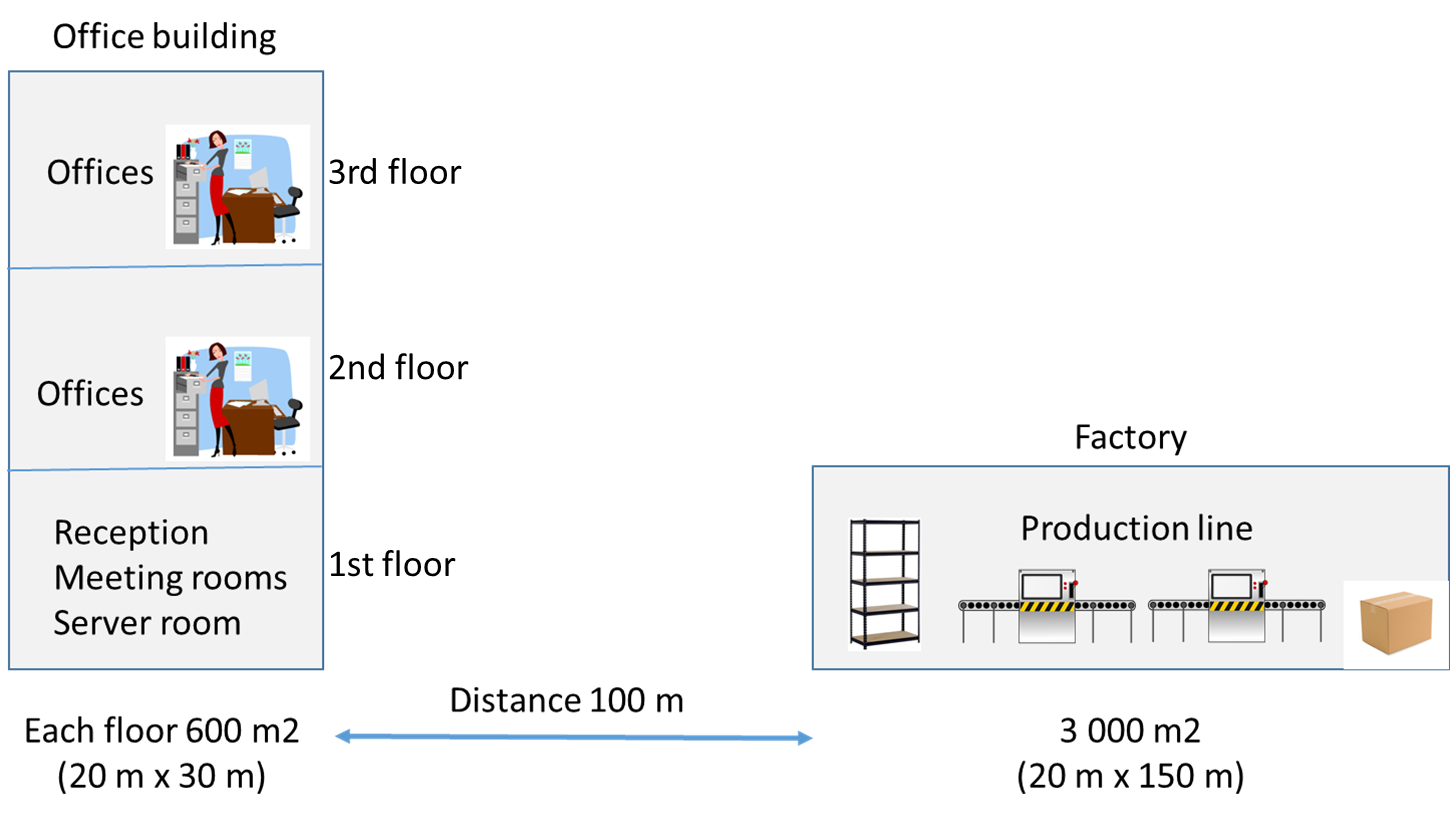 Office building
Offices
3rd floor
Offices
2nd floor
Reception
Meeting rooms
Server room
1st floor
Factory
Production line
Distance 100 m
Each floor 600 m2
(20 m x 30 m)
3 000 m2
(20 m x 150 m)